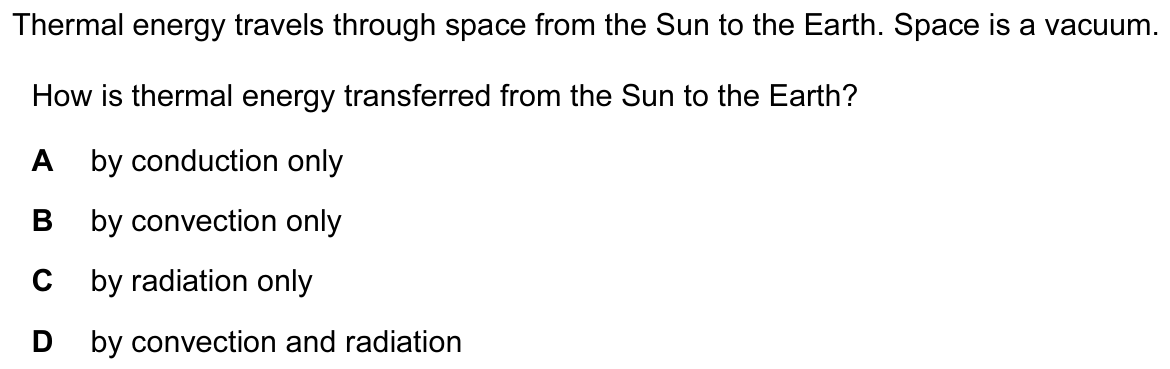 Thermal energy travels through space from the Sun to the Earth. Space is a vacuum.
How is thermal energy transferred from the Sun to the Earth?
A by conduction only
B by convection only
C by radiation only
D by convection and radiation